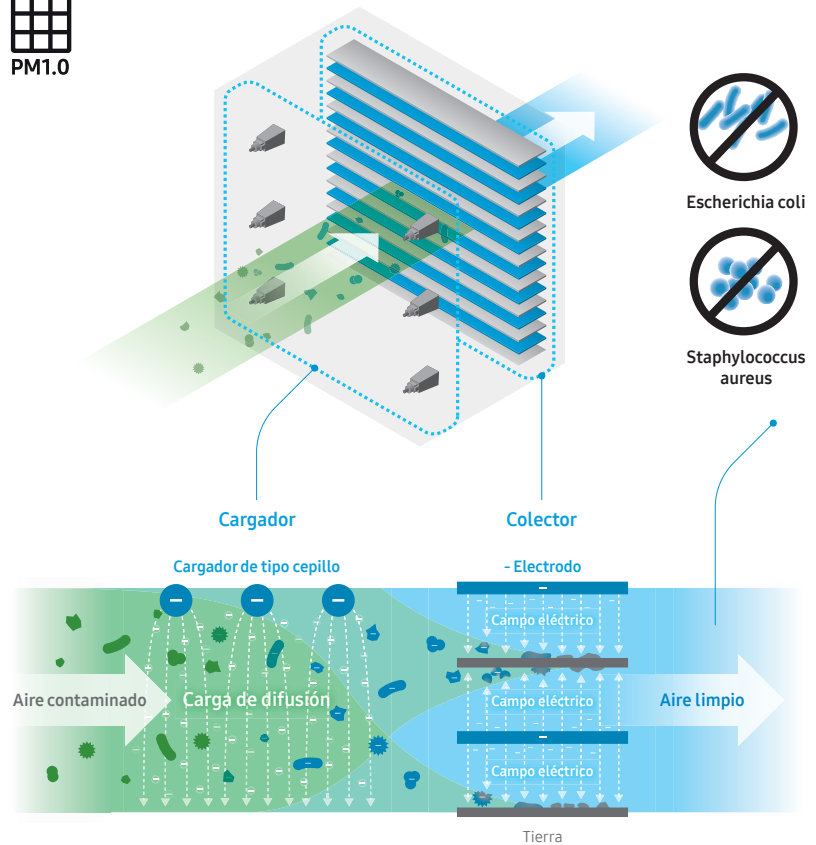 PM1.0
Escherichia coli
Staphylococcus
aureus
Cargador
Colector
Cargador de tipo cepillo
- Electrodo
Campo eléctrico
Aire contaminado
Carga de difusión
Campo eléctrico
Aire limpio
Campo eléctrico
Tierra